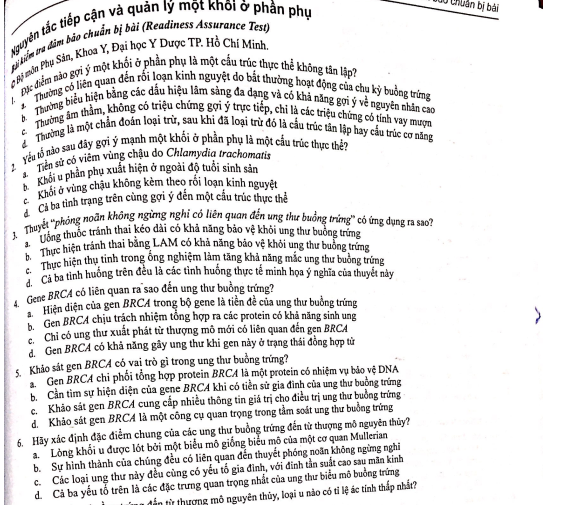 chuẩn bị bài
Nguyên tắc tiếp cận và quản lý một khối ở phần phụ
Bài kiểm tra đảm bảo chuẩn bị bài (Readiness Assurance Test)
© Bộ môn Phụ Sản, Khoa Y, Đại học Y Dược TP. Hồ Chí Minh.
1. Đặc điểm nào gợi ý một khối ở phần phụ là một cấu trúc thực thể không tân lập?
a. Thường có liên quan đến rối loạn kinh nguyệt do bất thường hoạt động của chu kỳ buồng trứng
b. Thường biểu hiện bằng các dấu hiệu lâm sàng đa dạng và có khả năng gợi ý về nguyên nhân cao
c. Thường âm thầm, không có triệu chứng gợi ý trực tiếp, chỉ là các triệu chứng có tính vay mượn
d. Thường là một chẩn đoán loại trừ, sau khi đã loại trừ đó là cấu trúc tân lập hay cấu trúc cơ năng
2. Yếu tố nào sau đây gợi ý mạnh một khối ở phần phụ là một cấu trúc thực thể?
a. Tiền sử có viêm vùng chậu do Chlamydia trachomatis
b. Khối u phần phụ xuất hiện ở ngoài độ tuổi sinh sản
c. Khối ở vùng chậu không kèm theo rối loạn kinh nguyệt
d. Cả ba tình trạng trên cùng gợi ý đến một cấu trúc thực thể
3. Thuyết “phóng noãn không ngừng nghỉ có liên quan đến ung thư buồng trứng” có ứng dụng ra sao?
a. Uống thuốc tránh thai kéo dài có khả năng bảo vệ khỏi ung thư buồng trứng
b. Thực hiện tránh thai bằng LAM có khả năng bảo vệ khỏi ung thư buồng trứng
c. Thực hiện thụ tinh trong ống nghiệm làm tăng khả năng mắc ung thư buồng trứng
d. Cả ba tình huống trên đều là các tình huống thực tế minh họa ý nghĩa của thuyết này
4. Gene BRCA có liên quan ra sao đến ung thư buồng trứng?
a. Hiện diện của gen BRCA trong bộ gene là tiền đề của ung thư buồng trứng
b. Gen BRCA chịu trách nhiệm tổng hợp ra các protein có khả năng sinh ung
c. Chỉ có ung thư xuất phát từ thượng mô mới có liên quan đến gen BRCA
d. Gen BRCA có khả năng gây ung thư khi gen này ở trạng thái đồng hợp tử
5. Khảo sát gen BRCA có vai trò gì trong ung thư buồng trứng?
a. Gen BRCA chi phối tổng hợp protein BRCA là một protein có nhiệm vụ bảo vệ DNA
b. Cần tìm sự hiện diện của gene BRCA khi có tiền sử gia đình của ung thư buồng trứng
c. Khảo sát gen BRCA cung cấp nhiều thông tin giá trị cho điều trị ung thư buồng trứng
d. Khảo sát gen BRCA là một công cụ quan trọng trong tầm soát ung thư buồng trứng
6. Hãy xác định đặc điểm chung của các ung thư buồng trứng đến từ thượng mô nguyên thủy?
a. Lòng khối u được lót bởi một biểu mô giống biểu mô của một cơ quan Mullerian
b. Sự hình thành của chúng đều có liên quan đến thuyết phóng noãn không ngừng nghỉ
c. Các loại ung thư này đều cùng có yếu tố gia đình, với đỉnh tần suất cao sau mãn kinh
d. Cả ba yếu tố trên là các đặc trưng quan trọng nhất của ung thư biểu mô buồng trứng
đến từ thượng mô nguyên thủy, loại u nào có tỉ lệ ác tính thấp nhất?